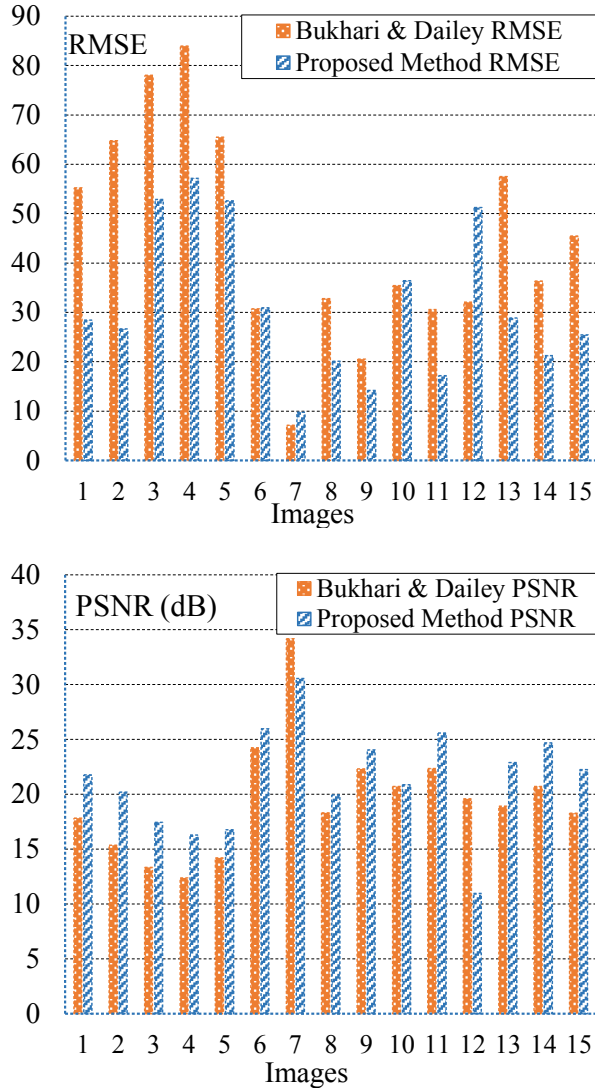 90
80
70
60
50
40
30
20
10
0
RMSE
Bukhari & Dailey RMSE
Proposed Method RMSE
1 2 3 4 5 6 7 8 9 10 11 12 13 14 15
Images
40
35
30
25
20
15
10
5
0
PSNR (dB)
Bukhari & Dailey PSNR
Proposed Method PSNR
1 2 3 4 5 6 7 8 9 10 11 12 13 14 15
Images